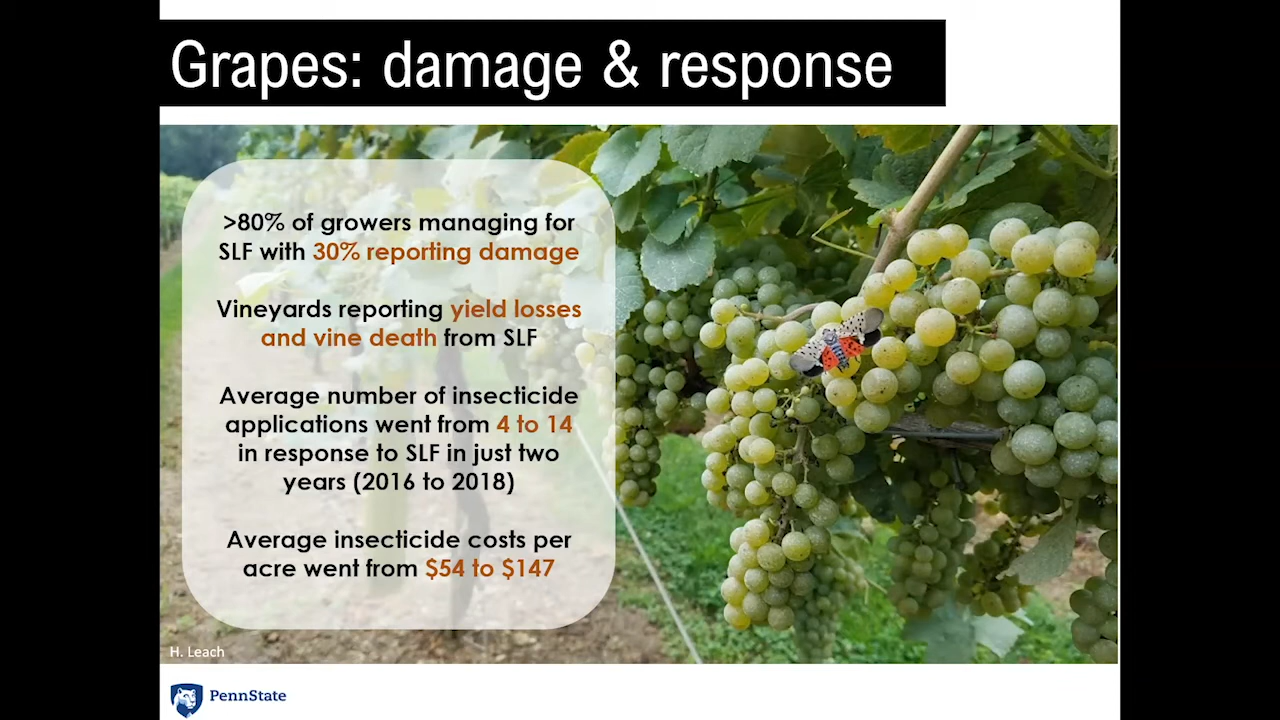 Grapes: damage & response
>80% of growers managing for
SLF with 30% reporting damage
Vineyards reporting yield losses
and vine death from SLF
Average number of insecticide
applications went from 4 to 14
in response to SLF in just two
years (2016 to 2018)
Average insecticide costs per
acre went from $54 to $147
H. Leach
PennState